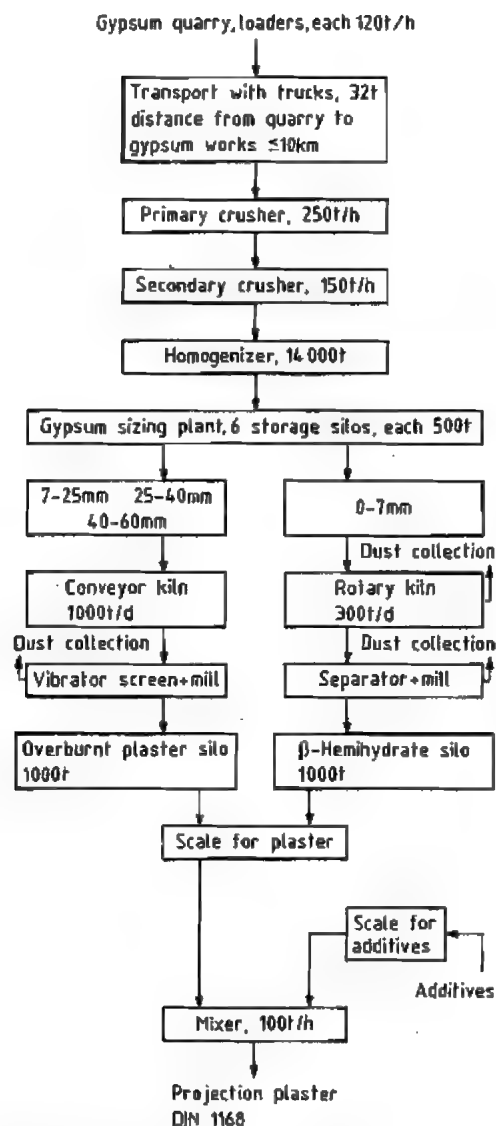 Gypsum quarry, loaders, each 120t/h
Transport with trucks, 32t
distance from quarry to
gypsum works ≤10km
Primary crusher, 250t/h
Secondary crusher, 150t/h
Homogenizer, 14000t
Gypsum sizing plant, 6 storage silos, each 500t
7-25mm 25-40mm
40-60mm
0-7mm
Dust collection
Conveyor kiln
1000t/d
Rotary kiln
300t/d
Dust collection
Dust collection
Vibrator screen+mill
Separator+mill
Overburnt plaster silo
1000t
β-Hemihydrate silo
1000t
Scale for plaster
Scale for
additives
Additives
Mixer, 100t/h
Projection plaster
DIN 1168